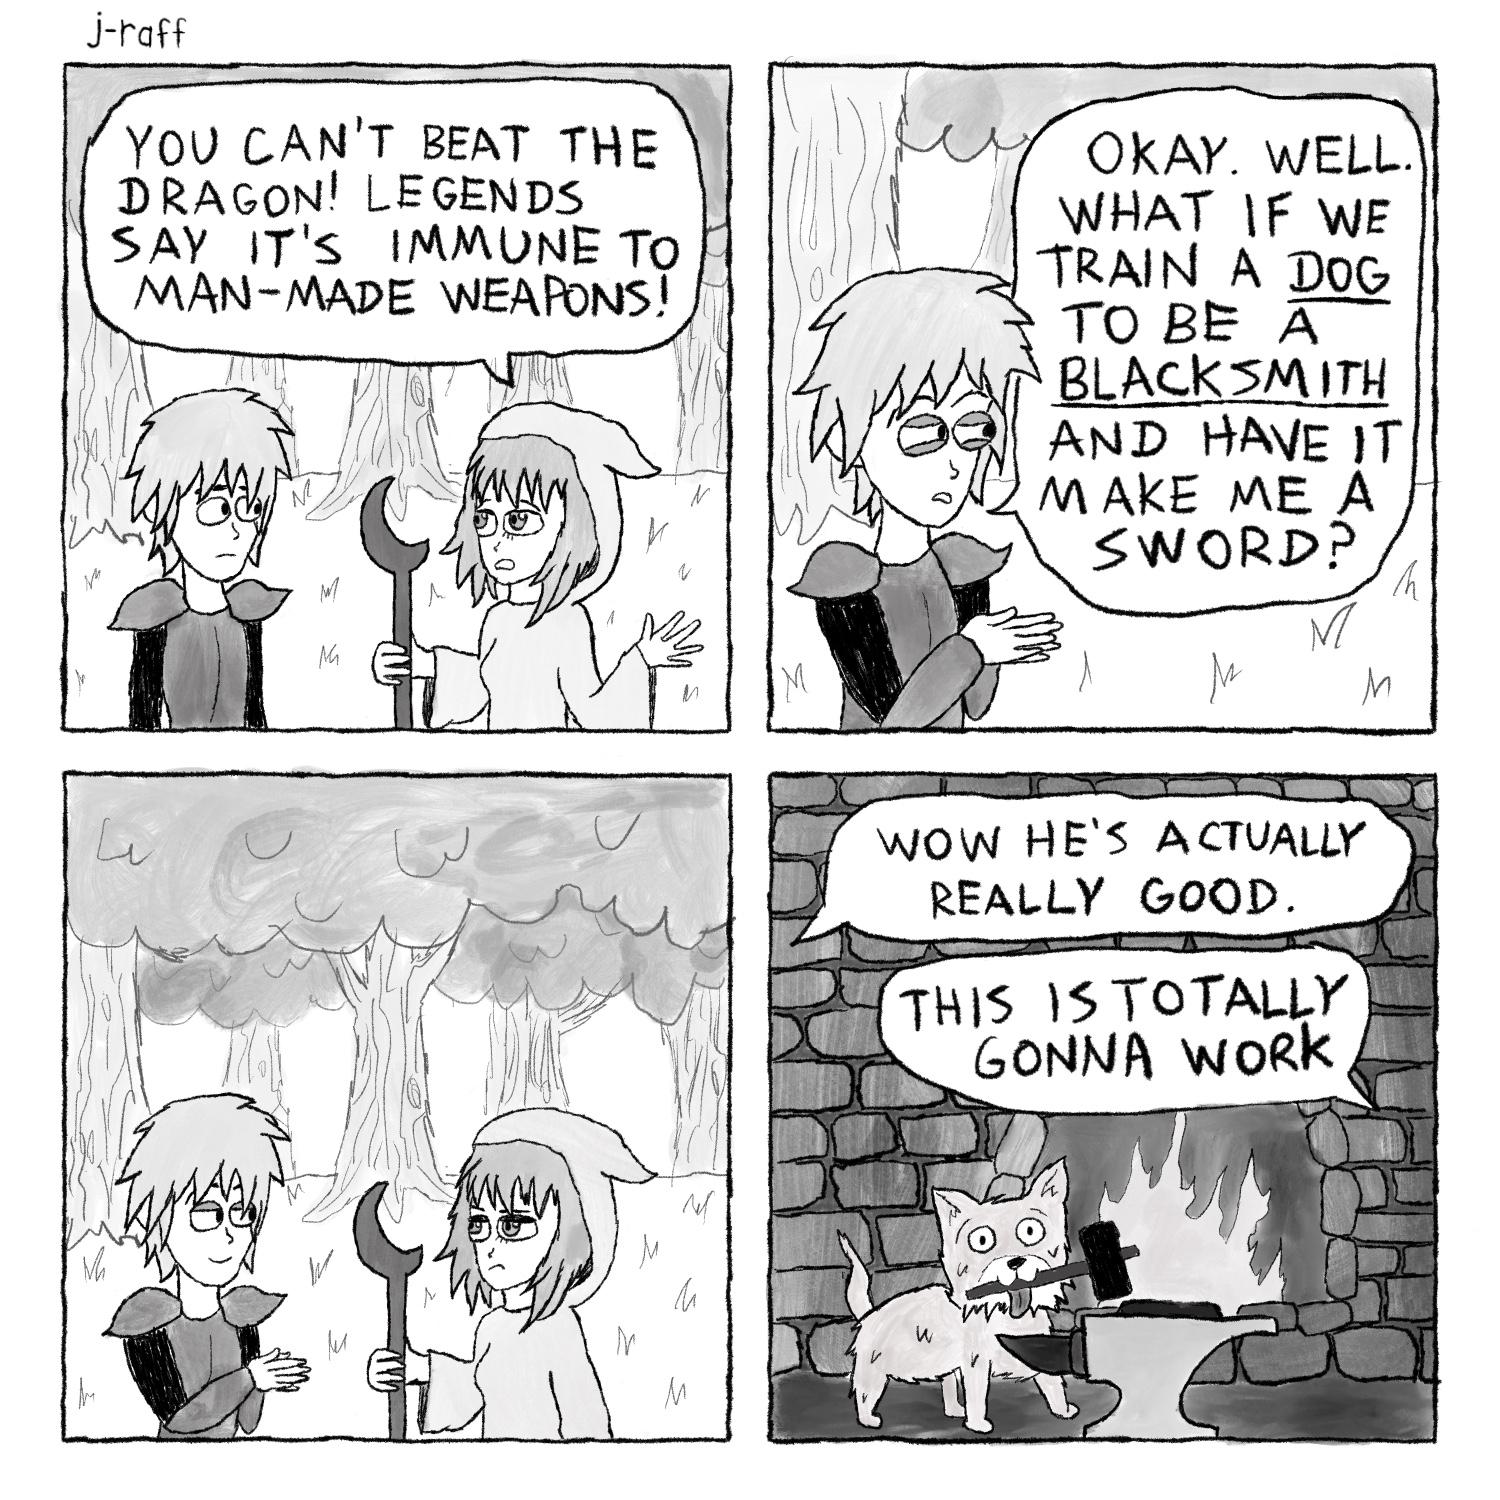 j-raff
YOU CAN'T BEAT THE
DRAGON! LEGENDS
SAY IT'S IMMUNE TO
MAN-MADE WEAPONS!
OKAY. WELL.
WHAT IF WE
TRAIN A DOG
TO BE A
BLACKSMITH
AND HAVE IT
MAKE ME A
SWORD?
WOW HE'S ACTUALLY
REALLY GOOD.
THIS IS TOTALLY
GONNA WORK